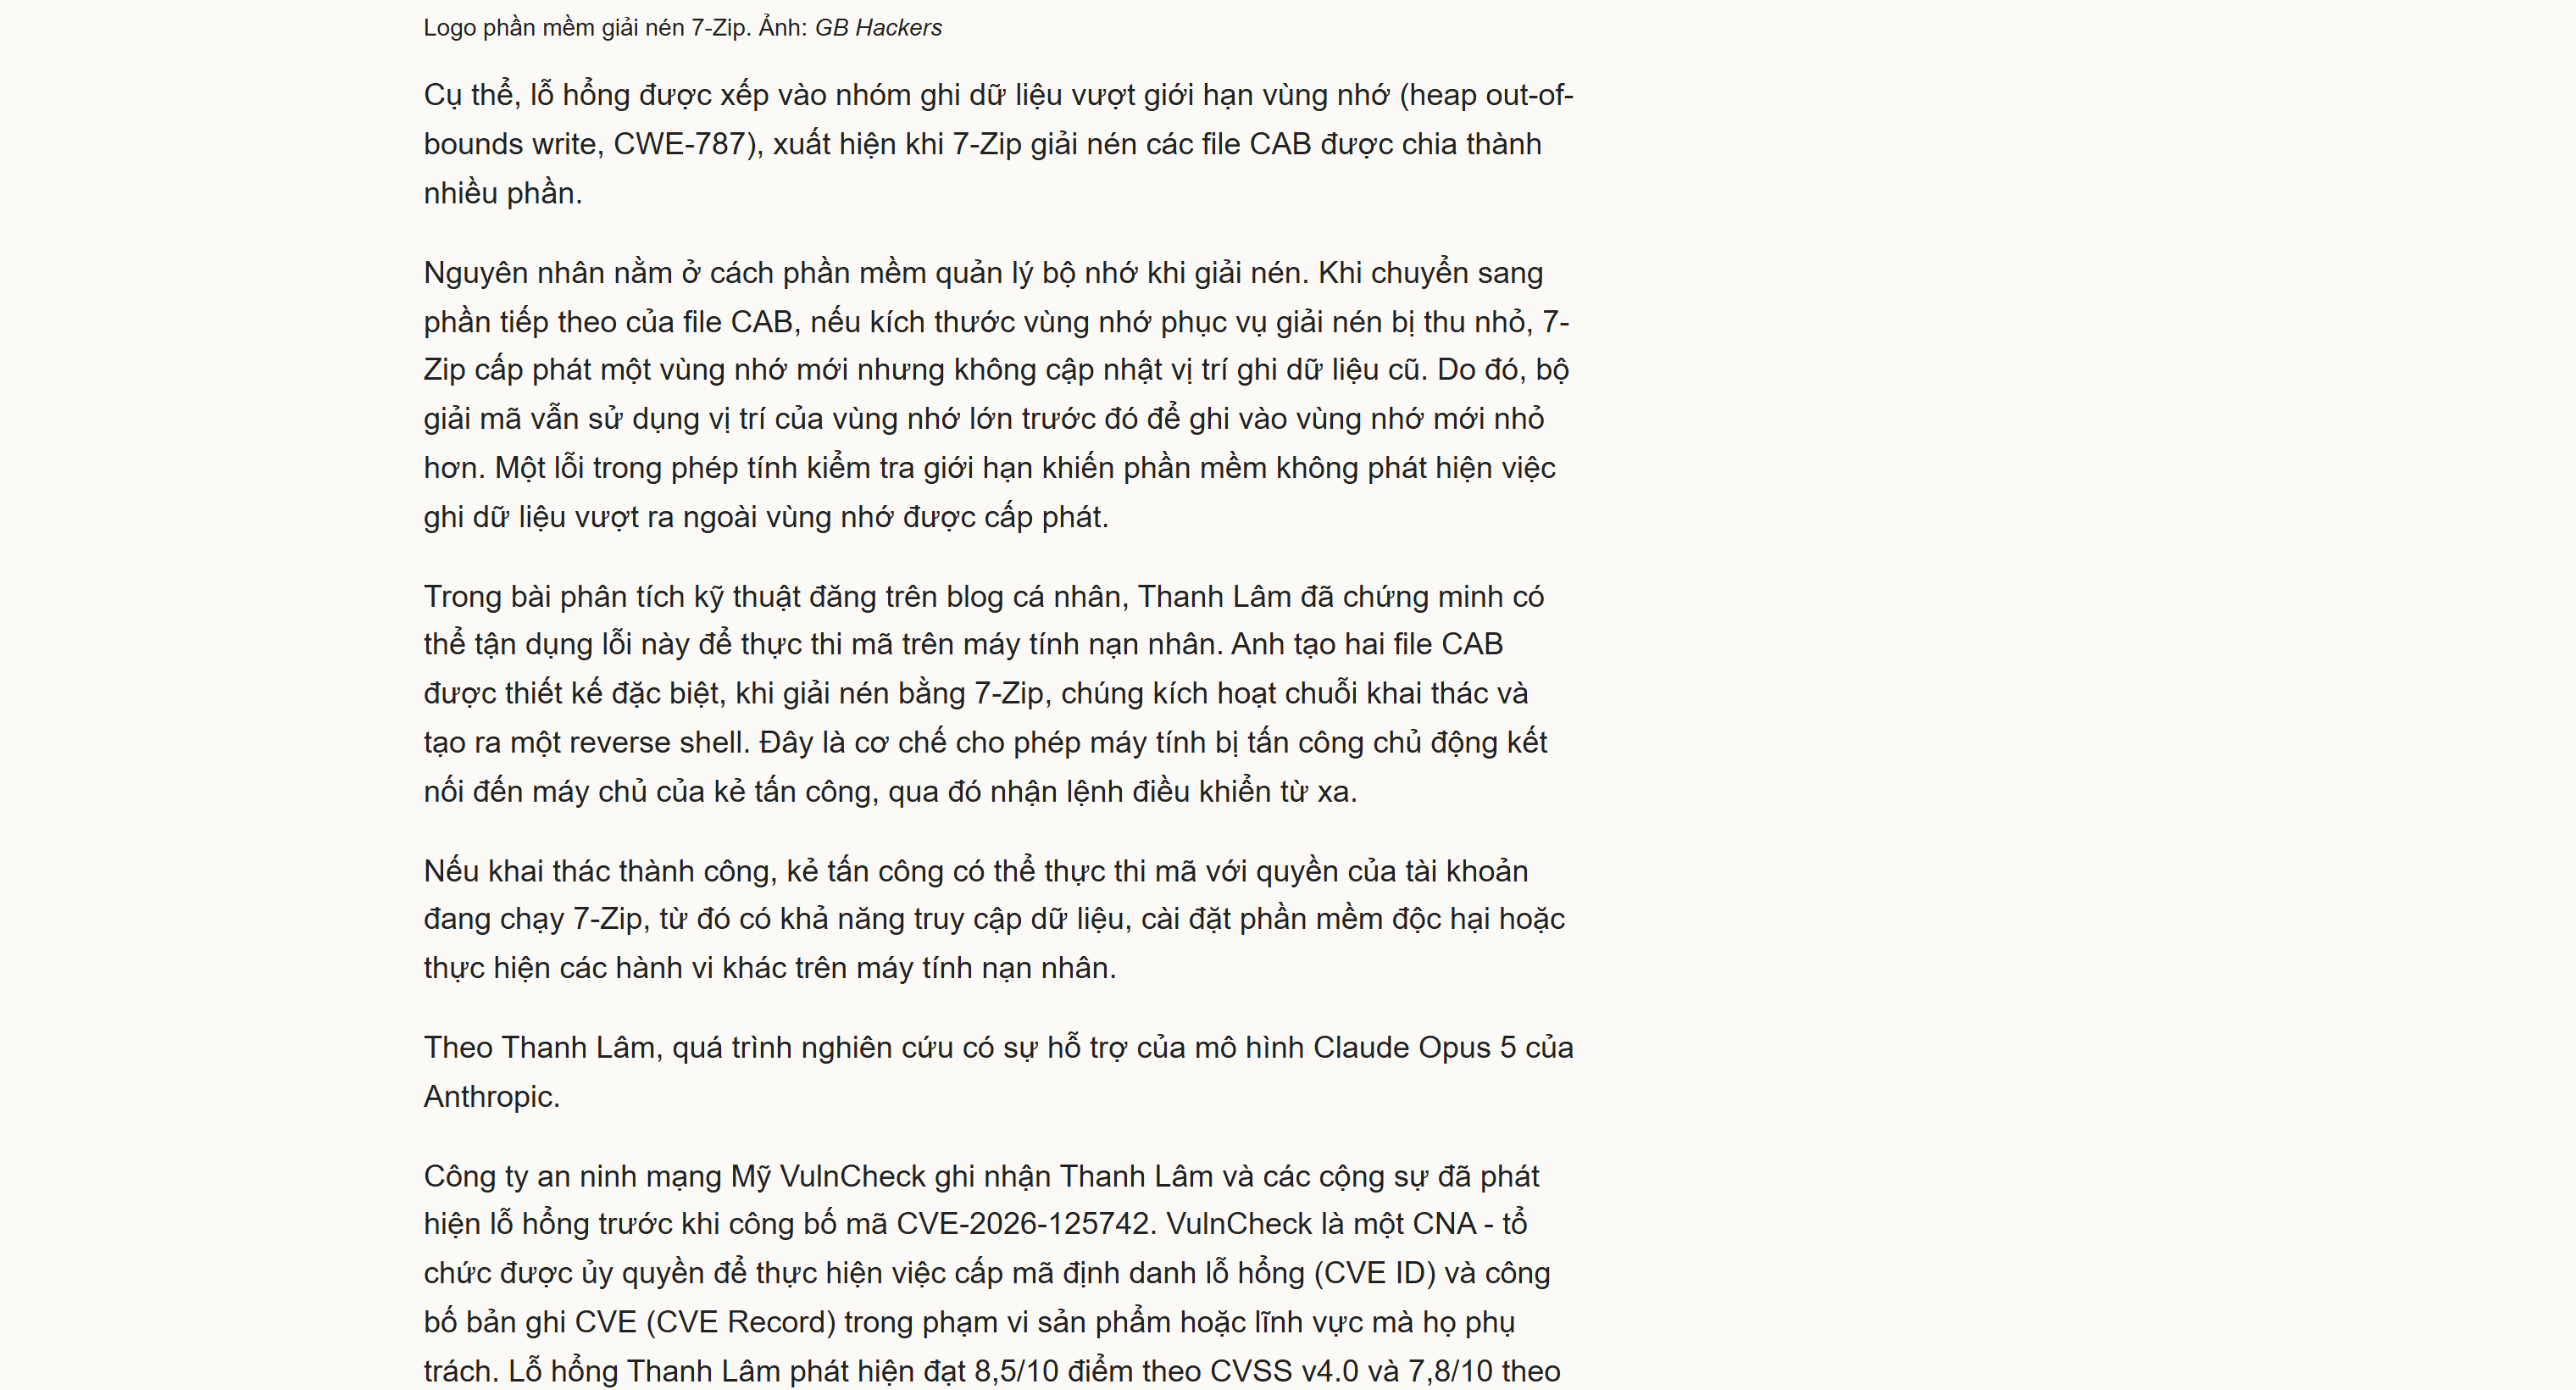 Logo phần mềm giải nén 7-Zip. Ảnh: GB Hackers
Cụ thể, lỗ hổng được xếp vào nhóm ghi dữ liệu vượt giới hạn vùng nhớ (heap out-of-
bounds write, CWE-787), xuất hiện khi 7-Zip giải nén các file CAB được chia thành
nhiều phần.
Nguyên nhân nằm ở cách phần mềm quản lý bộ nhớ khi giải nén. Khi chuyển sang
phần tiếp theo của file CAB, nếu kích thước vùng nhớ phục vụ giải nén bị thu nhỏ, 7-
Zip cấp phát một vùng nhớ mới nhưng không cập nhật vị trí ghi dữ liệu cũ. Do đó, bộ
giải mã vẫn sử dụng vị trí của vùng nhớ lớn trước đó để ghi vào vùng nhớ mới nhỏ
hơn. Một lỗi trong phép tính kiểm tra giới hạn khiến phần mềm không phát hiện việc
ghi dữ liệu vượt ra ngoài vùng nhớ được cấp phát.
Trong bài phân tích kỹ thuật đăng trên blog cá nhân, Thanh Lâm đã chứng minh có
thể tận dụng lỗi này để thực thi mã trên máy tính nạn nhân. Anh tạo hai file CAB
được thiết kế đặc biệt, khi giải nén bằng 7-Zip, chúng kích hoạt chuỗi khai thác và
tạo ra một reverse shell. Đây là cơ chế cho phép máy tính bị tấn công chủ động kết
nối đến máy chủ của kẻ tấn công, qua đó nhận lệnh điều khiển từ xa.
Nếu khai thác thành công, kẻ tấn công có thể thực thi mã với quyền của tài khoản
đang chạy 7-Zip, từ đó có khả năng truy cập dữ liệu, cài đặt phần mềm độc hại hoặc
thực hiện các hành vi khác trên máy tính nạn nhân.
Theo Thanh Lâm, quá trình nghiên cứu có sự hỗ trợ của mô hình Claude Opus 5 của
Anthropic.
Công ty an ninh mạng Mỹ VulnCheck ghi nhận Thanh Lâm và các cộng sự đã phát
hiện lỗ hổng trước khi công bố mã CVE-2026-125742. VulnCheck là một CNA - tổ
chức được ủy quyền để thực hiện việc cấp mã định danh lỗ hổng (CVE ID) và công
bố bản ghi CVE (CVE Record) trong phạm vi sản phẩm hoặc lĩnh vực mà họ phụ
trách. Lỗ hổng Thanh Lâm phát hiện đạt 8,5/10 điểm theo CVSS v4.0 và 7,8/10 theo